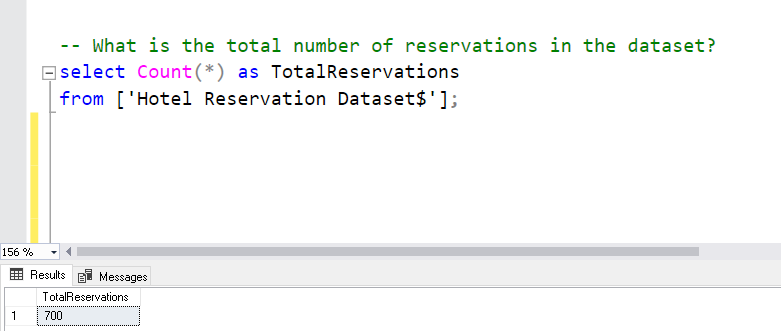 -- What is the total number of reservations in the dataset?
select Count(*) as TotalReservations
from ['Hotel Reservation Dataset$'];
156 %
Results Messages
TotalReservations
1 700